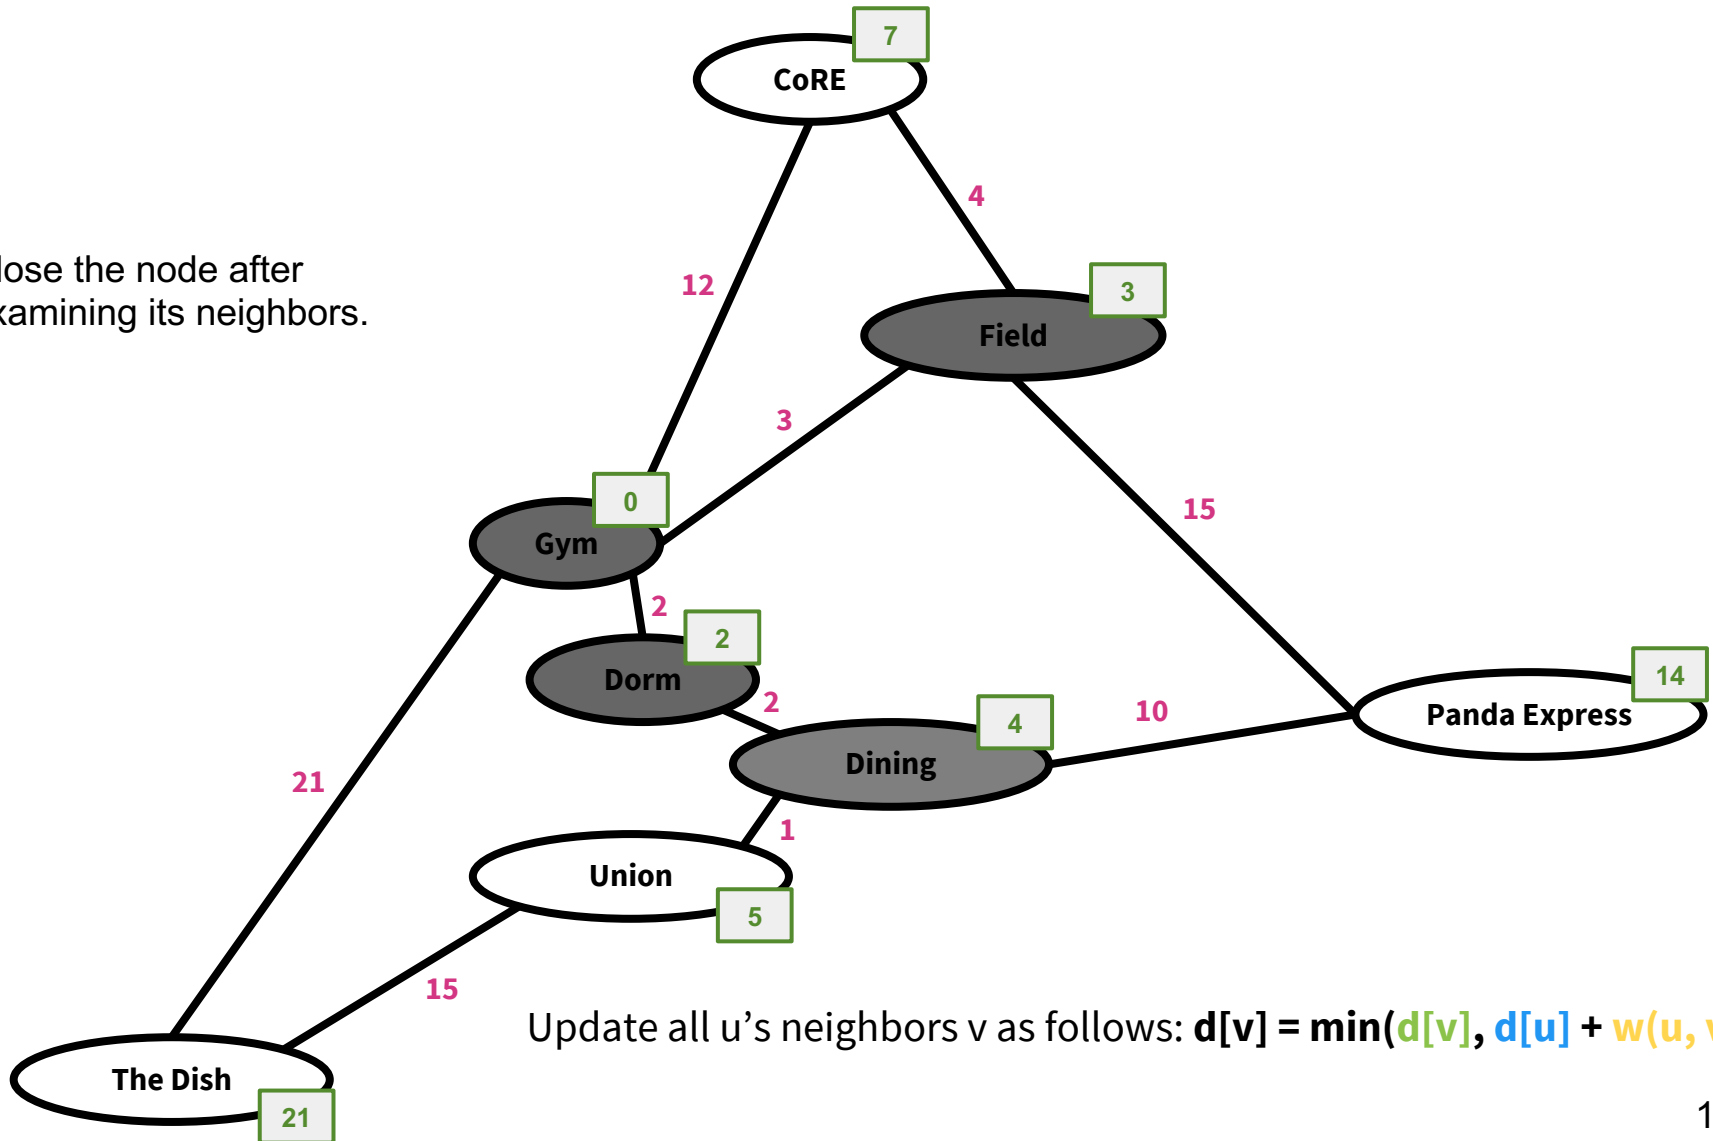 7
CoRE
4
lose the node after
xamining its neighbors.
12
3
Field
3
15
0
Gym
2
2
Dorm
2
14
10
Panda Express
4
Dining
21
1
Union
5
15
Update all u’s neighbors v as follows: d[v] = min(d[v], d[u] + w(u, v
The Dish
21
1